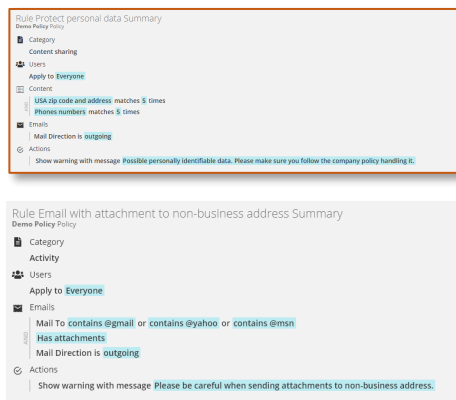 Rule Protect personal data Summary
Demo Policy Policy
Category
Content sharing
Users
Apply to Everyone
Content
USA zip code and address matches 5 times
AND
Phones numbers matches 5 times
Emails
Mail Direction is outgoing
Actions
Show warning with message Possible personally identifiable data. Please make sure you follow the company policy handling it.
Rule Email with attachment to non-business address Summary
Demo Policy Policy
Category
Activity
Users
Apply to Everyone
Emails
Mail To contains @gmail or contains @yahoo or contains @msn
AND
Has attachments
Mail Direction is outgoing
Actions
Show warning with message Please be careful when sending attachments to non-business address.